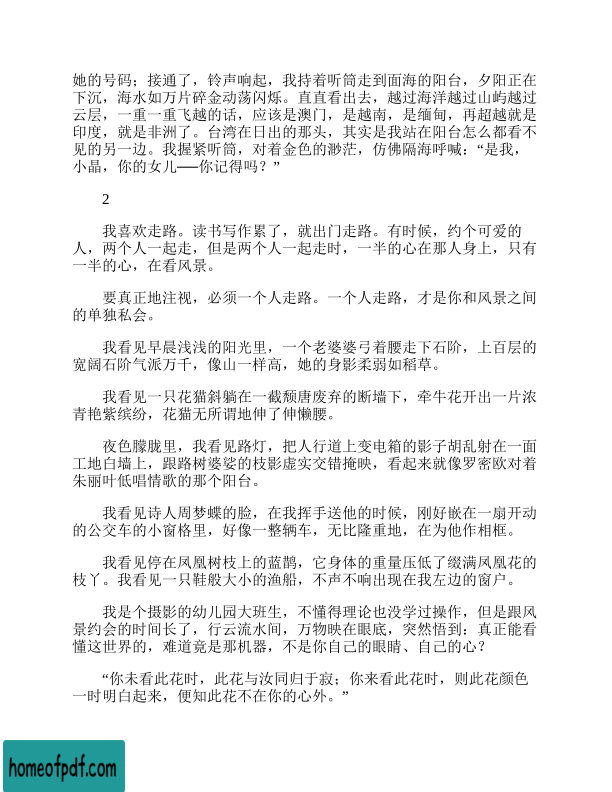 她的号码；接通了，铃声响起，我持着听筒走到面海的阳台，夕阳正在
下沉，海水如万片碎金动荡闪烁。直直看出去，越过海洋越过山屿越过
云层，一重一重飞越的话，应该是澳门，是越南，是缅甸，再超越就是
印度，就是非洲了。台湾在日出的那头，其实是我站在阳台怎么都看不
见的另一边。我握紧听筒，对着金色的渺茫，仿佛隔海呼喊：“是我，
小晶，你的女儿──你记得吗？”
2
我喜欢走路。读书写作累了，就出门走路。有时候，约个可爱的
人，两个人一起走，但是两个人一起走时，一半的心在那人身上，只有
一半的心，在看风景。
要真正地注视，必须一个人走路。一个人走路，才是你和风景之间
的单独私会。
我看见早晨浅浅的阳光里，一个老婆婆弓着腰走下石阶，上百层的
宽阔石阶气派万千，像山一样高，她的身影柔弱如稻草。
我看见一只花猫斜躺在一截颓唐废弃的断墙下，牵牛花开出一片浓
青艳紫缤纷，花猫无所谓地伸了伸懒腰。
夜色朦胧里，我看见路灯，把人行道上变电箱的影子胡乱射在一面
工地白墙上，跟路树婆娑的枝影虚实交错掩映，看起来就像罗密欧对着
朱丽叶低唱情歌的那个阳台。
我看见诗人周梦蝶的脸，在我挥手送他的时候，刚好嵌在一扇开动
的公交车的小窗格里，好像一整辆车，无比隆重地，在为他作相框。
我看见停在凤凰树枝上的蓝鹊，它身体的重量压低了缀满凤凰花的
枝丫。我看见一只鞋般大小的渔船，不声不响出现在我左边的窗户。
我是个摄影的幼儿园大班生，不懂得理论也没学过操作，但是跟风
景约会的时间长了，行云流水间，万物映在眼底，突然悟到：真正能看
懂这世界的，难道竟是那机器，不是你自己的眼睛、自己的心？
“你未看此花时，此花与汝同归于寂；你来看此花时，则此花颜色
一时明白起来，便知此花不在你的心外。”
homeofpdf.com